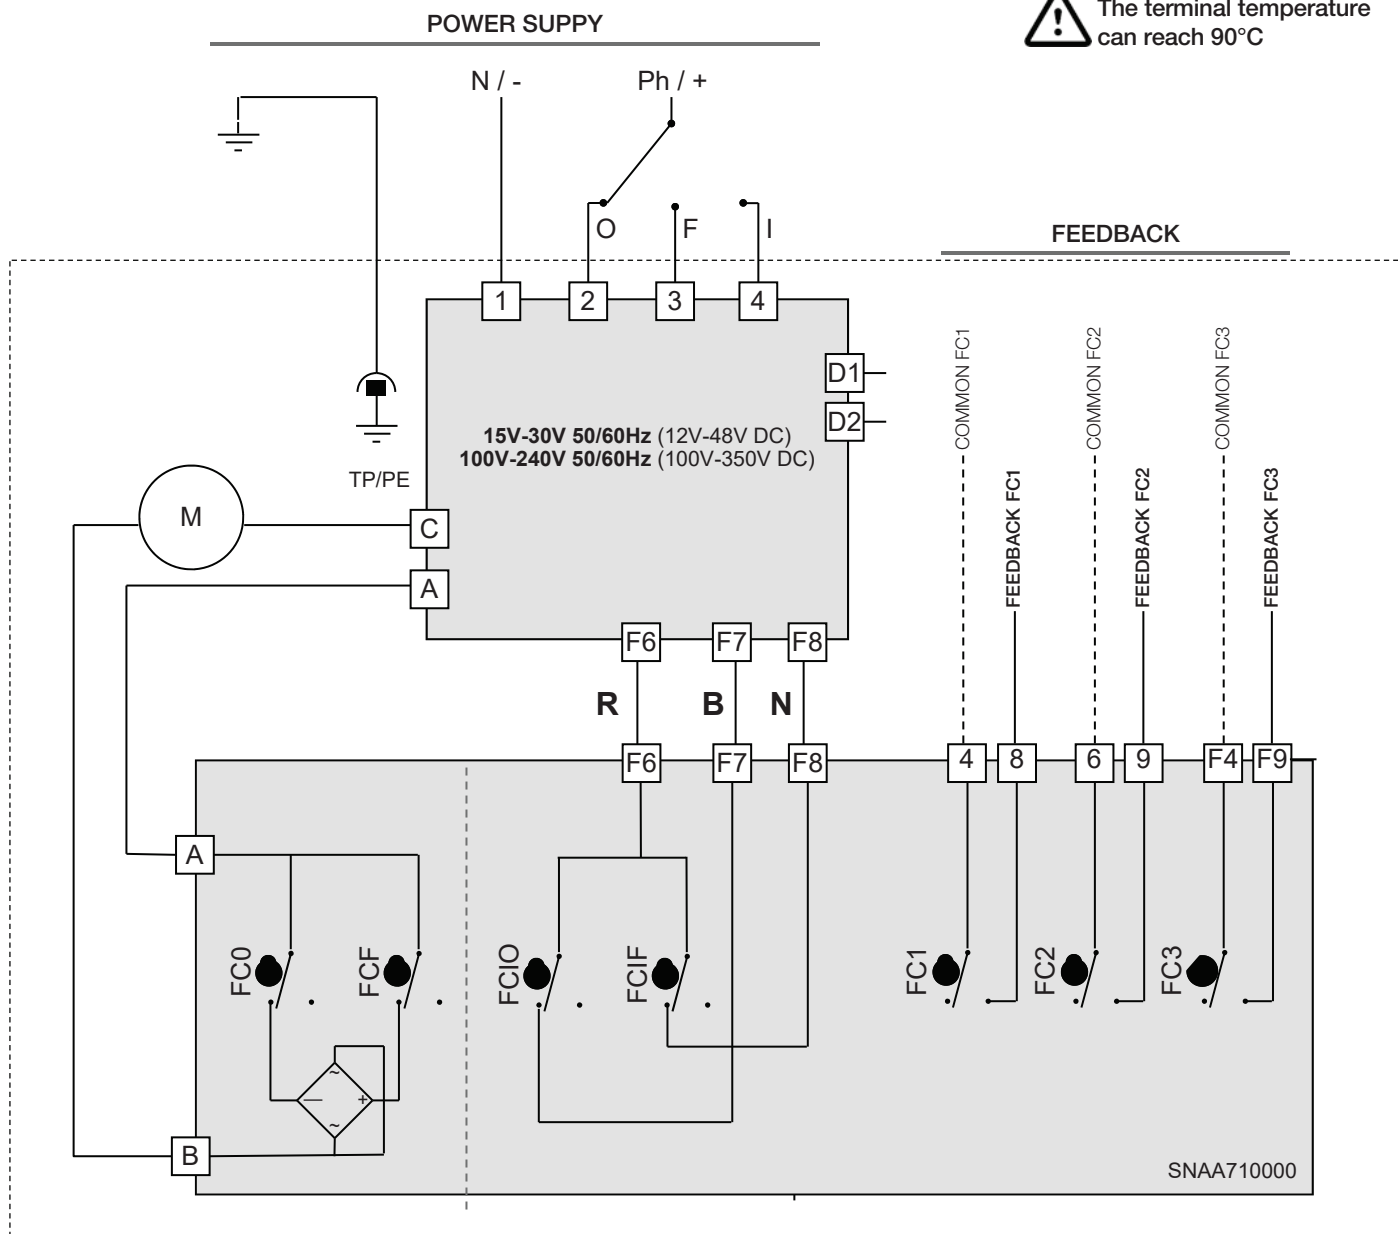 POWER SUPPY
The terminal temperature
can reach 90°C
N / -
Ph / +
O
F
I
FEEDBACK
1
2
3
4
D1
D2
15V-30V 50/60Hz (12V-48V DC)
100V-240V 50/60Hz (100V-350V DC)
TP/PE
M
C
A
F6
F7
F8
R
B
N
COMMON FC1
FEEDBACK FC1
COMMON FC2
FEEDBACK FC2
COMMON FC3
FEEDBACK FC3
F6
F7
F8
4
8
6
9
F4
F9
A
FC0
FCF
FCIO
FCIF
FC1
FC2
FC3
~
—
+
~
B
SNAA710000